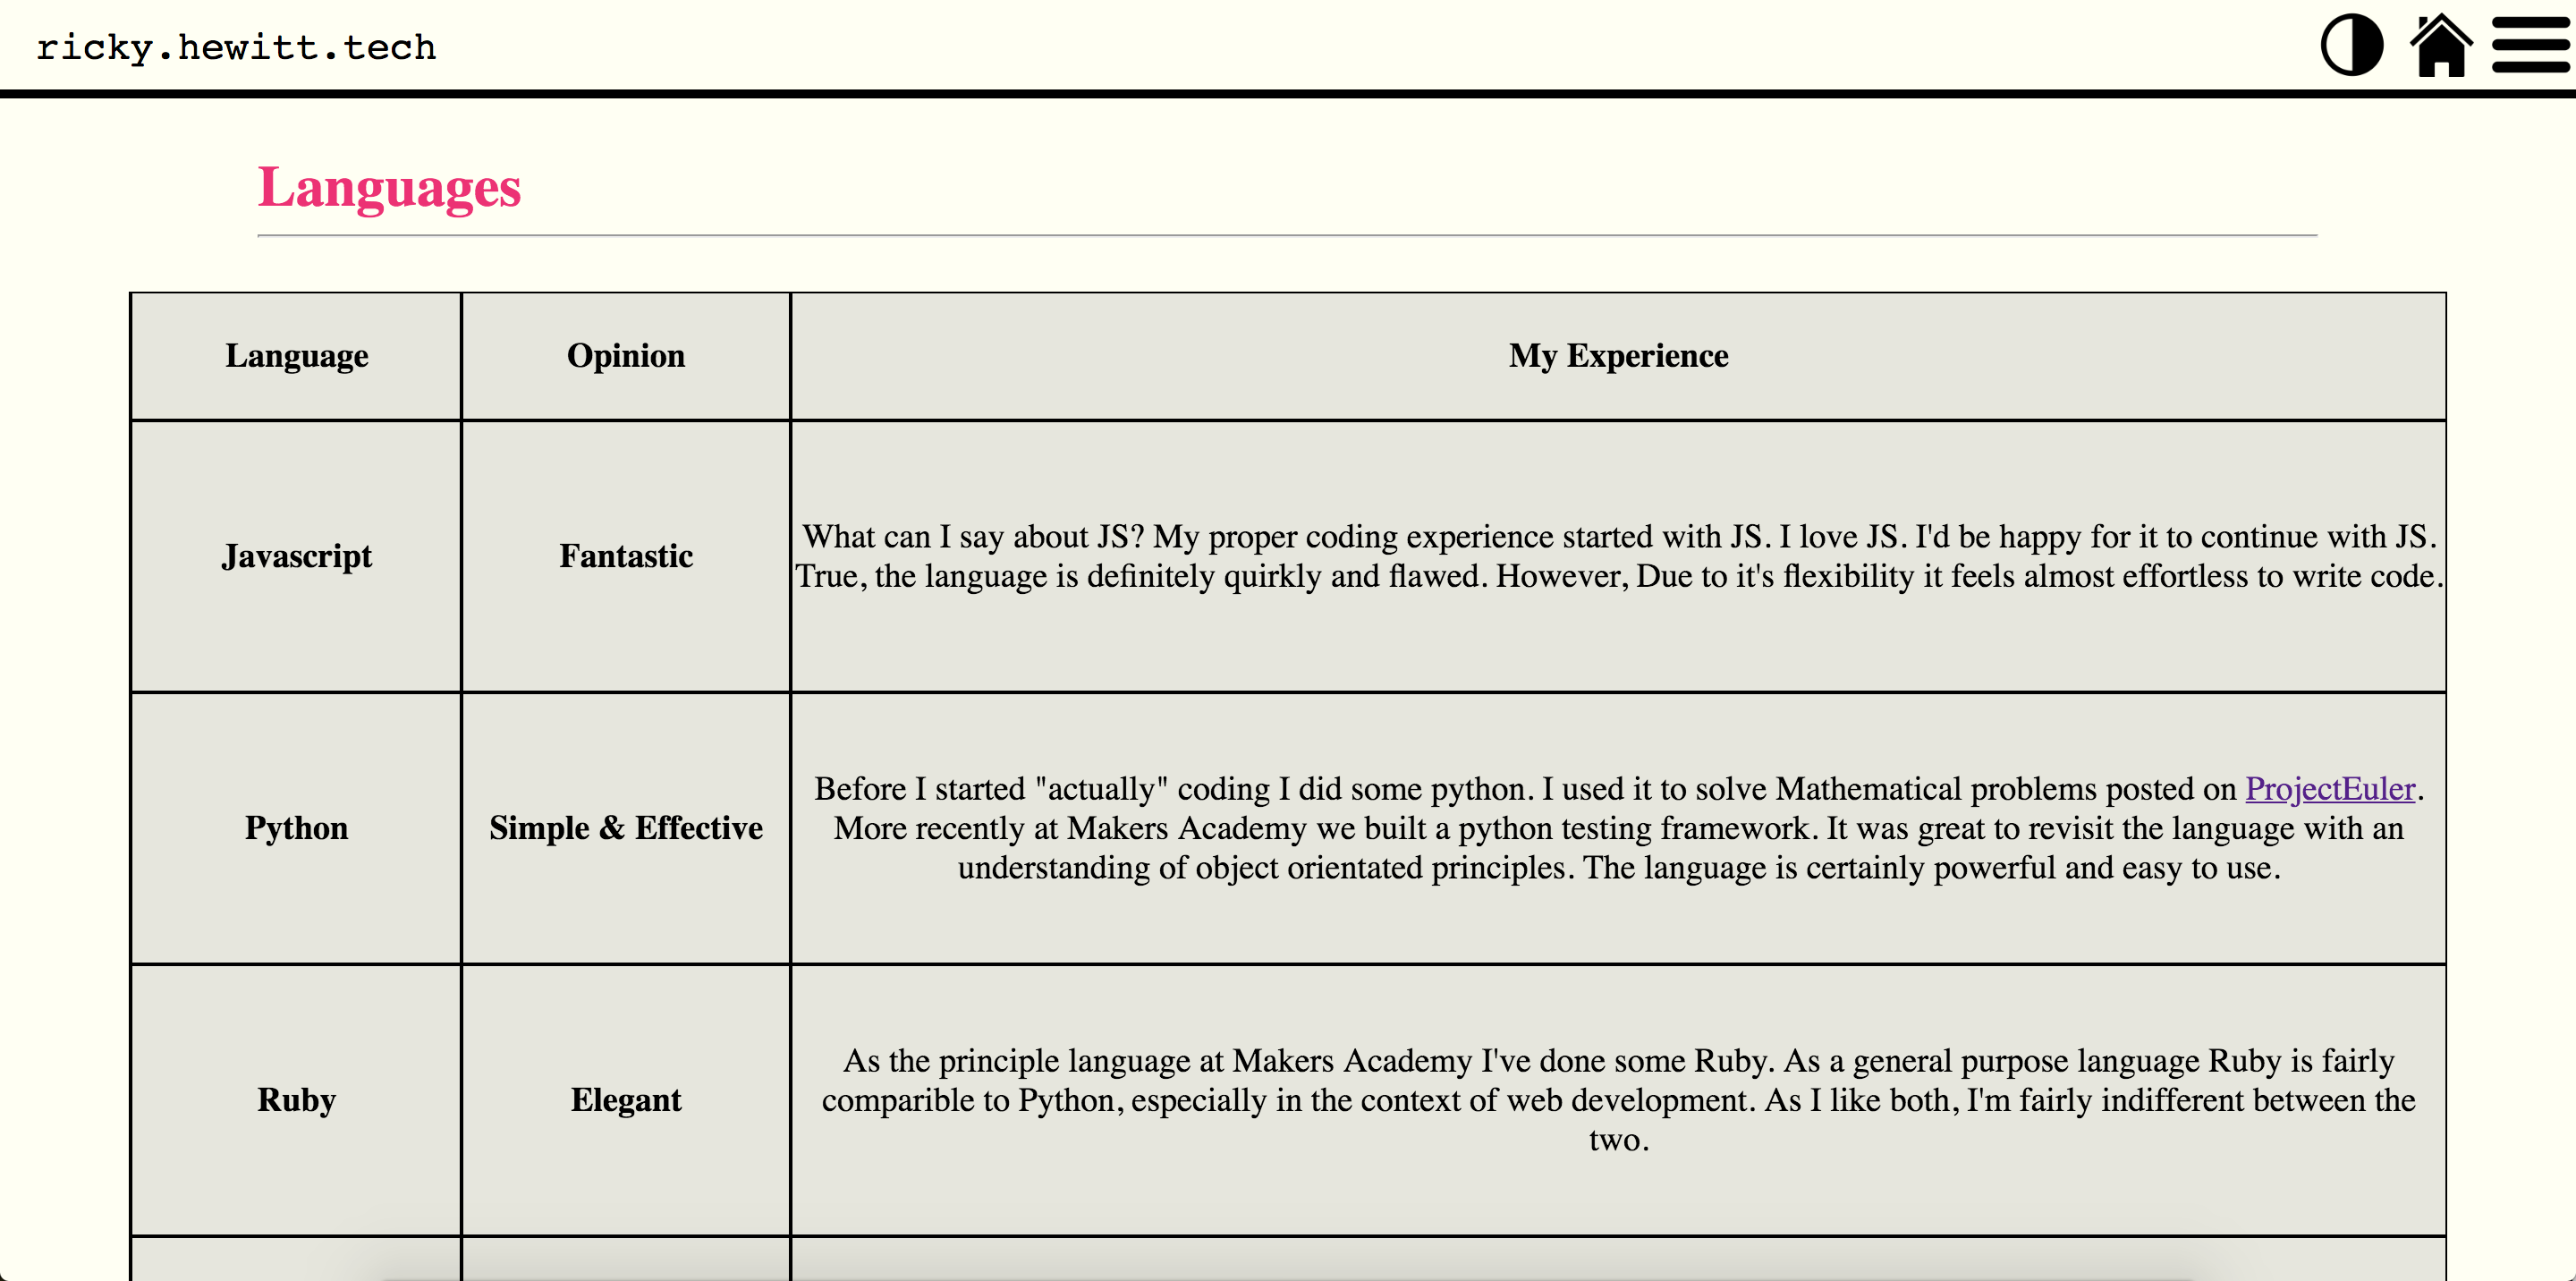 ricky.hewitt.tech
Languages
Language
Opinion
My Experience
Javascript
Fantastic
What can I say about JS? My proper coding experience started with JS. I love JS. I'd be happy for it to continue with JS.
True, the language is definitely quirkly and flawed. However, Due to it's flexibility it feels almost effortless to write code.
Python
Simple & Effective
Before I started "actually" coding I did some python. I used it to solve Mathematical problems posted on ProjectEuler.
More recently at Makers Academy we built a python testing framework. It was great to revisit the language with an
understanding of object orientated principles. The language is certainly powerful and easy to use.
Ruby
Elegant
As the principle language at Makers Academy I've done some Ruby. As a general purpose language Ruby is fairly
comparible to Python, especially in the context of web development. As I like both, I'm fairly indifferent between the
two.